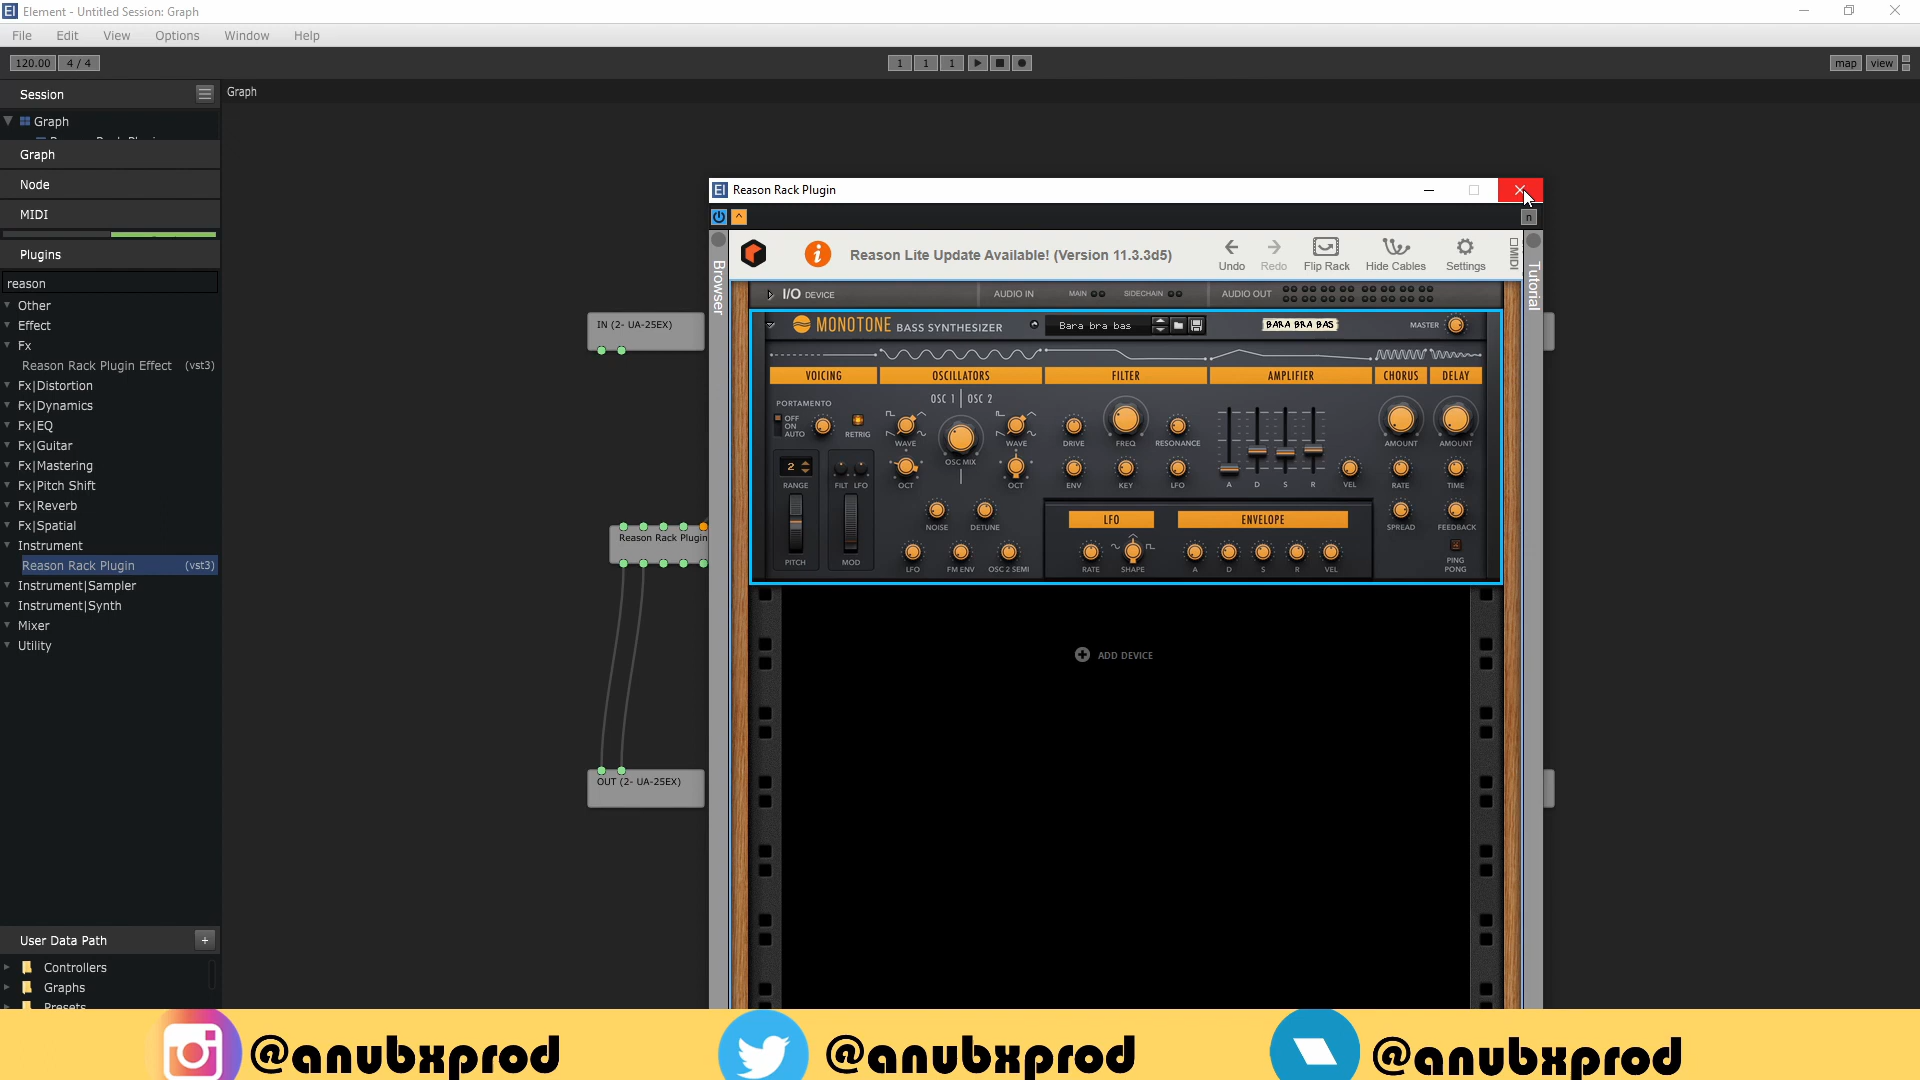 Element - Untitled Session: Graph
File Edit View Options Window Help
120.00 4 / 4 1 1 1 map view
Session
Graph
Graph
Graph
Node
MIDI
Plugins
reason
Other
Effect
Fx
Reason Rack Plugin Effect (vst3)
Fx|Distortion
Fx|Dynamics
Fx|EQ
Fx|Guitar
Fx|Mastering
Fx|Pitch Shift
Fx|Reverb
Fx|Spatial
Instrument
Reason Rack Plugin (vst3)
Instrument|Sampler
Instrument|Synth
Mixer
Utility
User Data Path +
Controllers
Graphs
Presets
IN (2- UA-25EX)
Reason Rack Plugin
OUT (2- UA-25EX)
Reason Rack Plugin
n
Browser
Reason Lite Update Available! (Version 11.3.3d5)
Undo Redo Flip Rack Hide Cables Settings
MIDI
Tutorial
I/O DEVICE AUDIO IN MAIN SIDECHAIN AUDIO OUT
MONOTONE BASS SYNTHESIZER Bara bra bas BARA BRA BAS MASTER
VOICING OSCILLATORS FILTER AMPLIFIER CHORUS DELAY
PORTAMENTO OSC 1 OSC 2
OFF
ON
AUTO RETRIG WAVE OSC MIX WAVE DRIVE FREQ RESONANCE AMOUNT AMOUNT
2
RANGE FILT LFO OCT OCT ENV KEY LFO A D S R VEL RATE TIME
NOISE DETUNE LFO ENVELOPE SPREAD FEEDBACK
PITCH MOD LFO FM ENV OSC 2 SEMI RATE SHAPE A D S R VEL PING
PONG
ADD DEVICE
@anubxprod @anubxprod @anubxprod